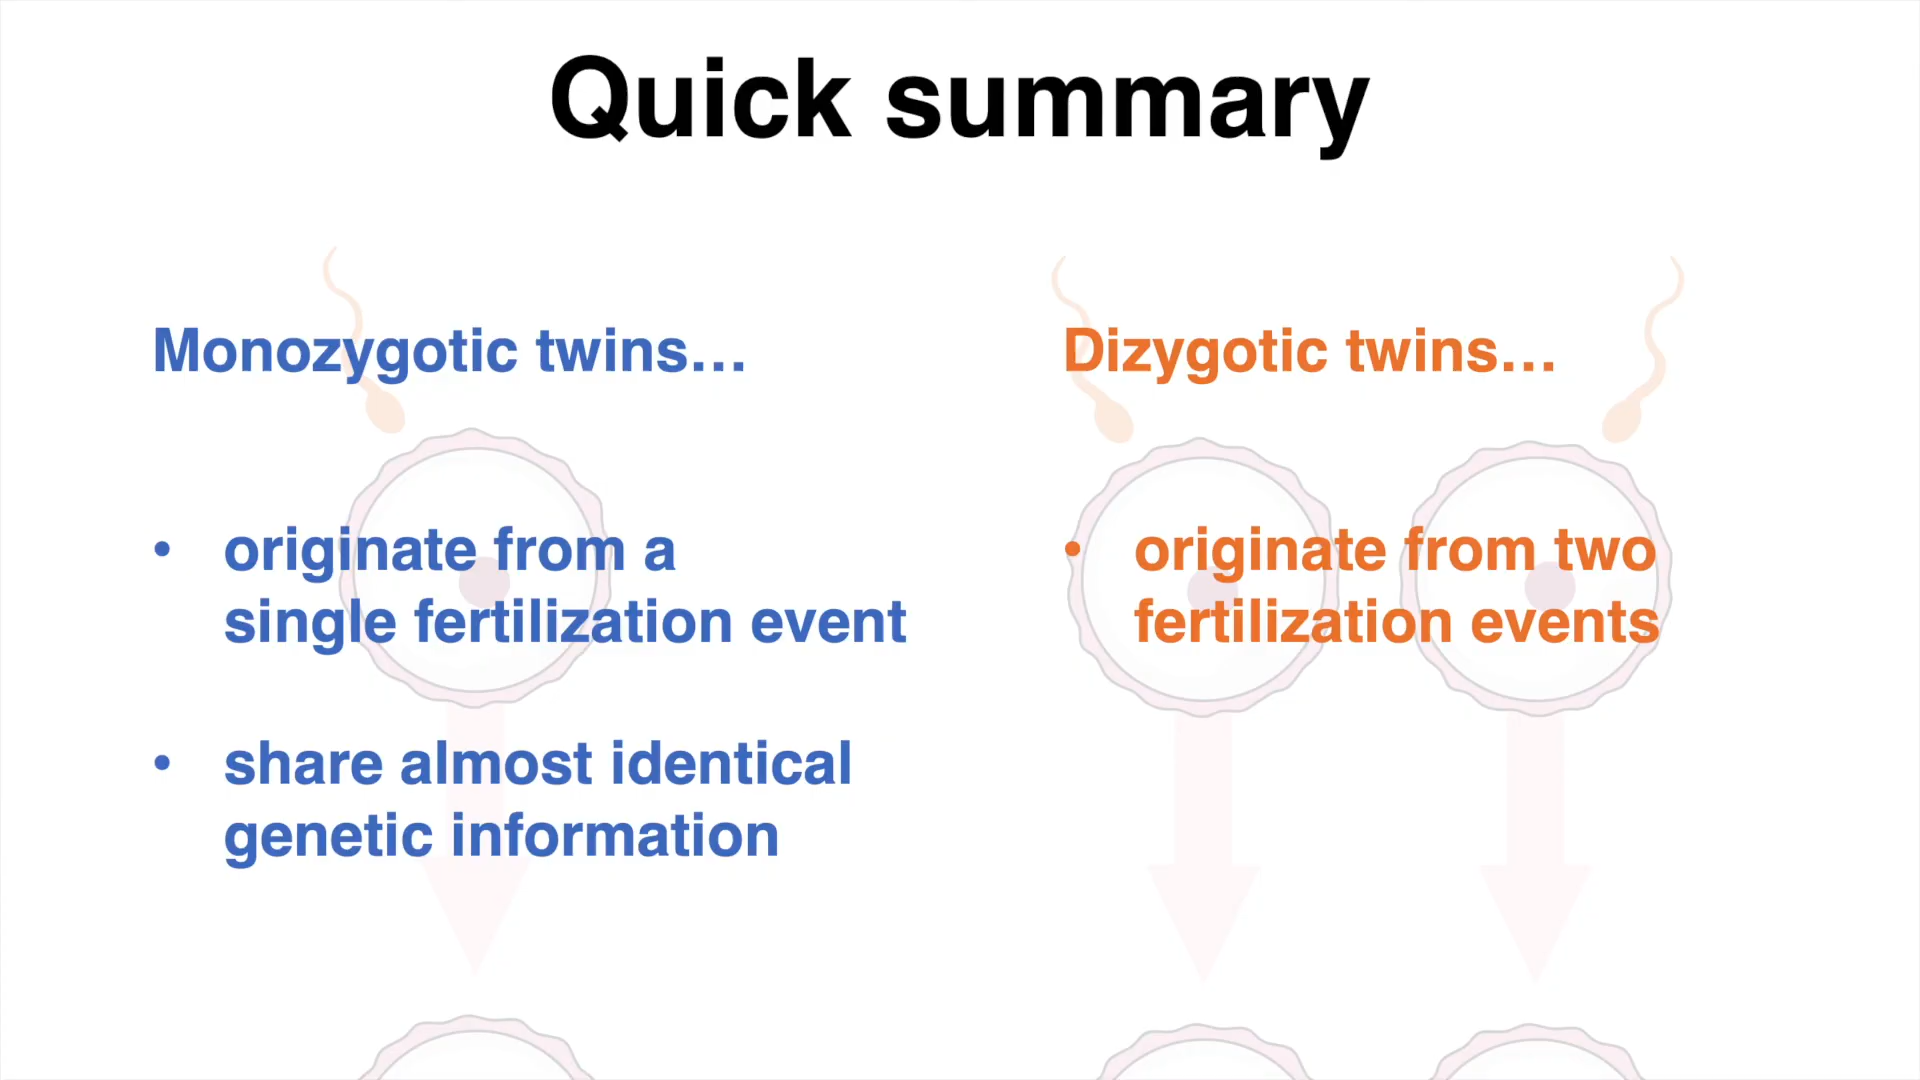 Quick summary
Monozygotic twins…
• originate from a
single fertilization event
• share almost identical
genetic information
Dizygotic twins…
• originate from two
fertilization events